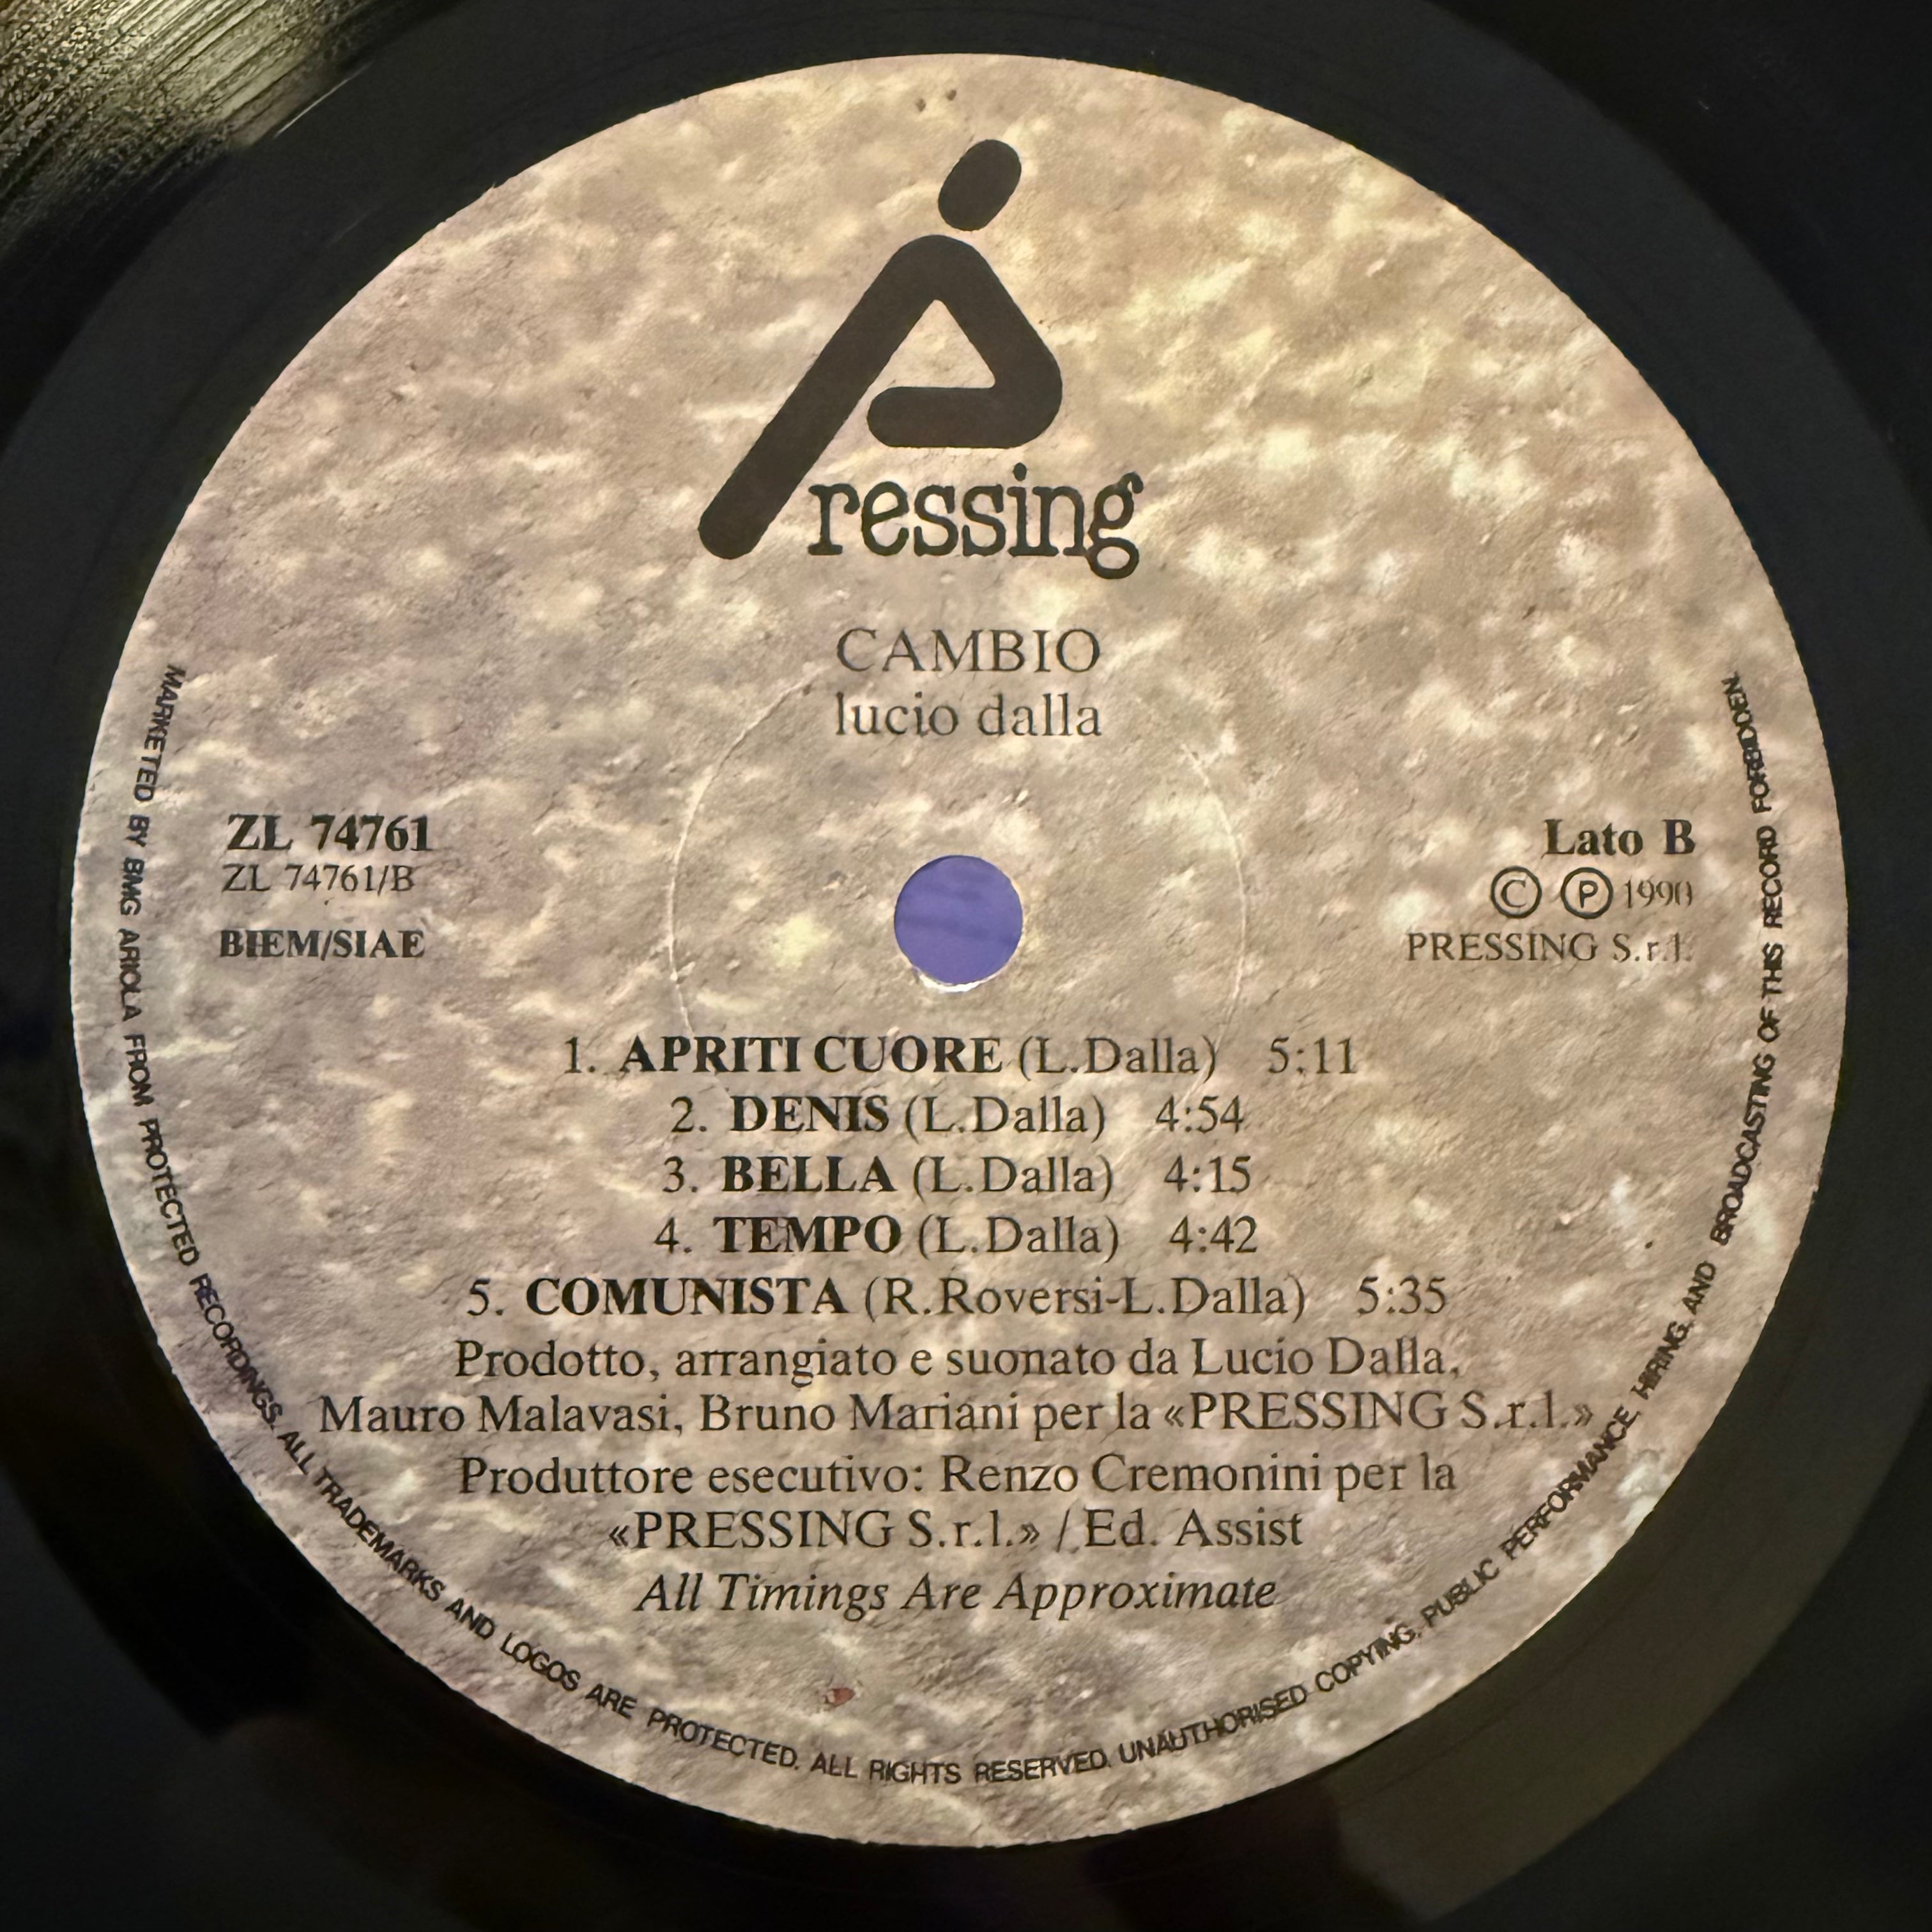 Pressing
CAMBIO
lucio dalla
ZL 74761
ZL 74761/B
BIEM/SIAE
Lato B
© ℗ 1990
PRESSING S.r.l.
1. APRITI CUORE (L.Dalla) 5:11
2. DENIS (L.Dalla) 4:54
3. BELLA (L.Dalla) 4:15
4. TEMPO (L.Dalla) 4:42
5. COMUNISTA (R.Roversi-L.Dalla) 5:35
Prodotto, arrangiato e suonato da Lucio Dalla,
Mauro Malavasi, Bruno Mariani per la «PRESSING S.r.l.»
Produttore esecutivo: Renzo Cremonini per la
«PRESSING S.r.l.» / Ed. Assist
All Timings Are Approximate
MARKETED BY BMG ARIOLA FROM PROTECTED RECORDINGS. ALL TRADEMARKS AND LOGOS ARE PROTECTED. ALL RIGHTS RESERVED. UNAUTHORISED COPYING, PUBLIC PERFORMANCE, HIRING, AND BROADCASTING OF THIS RECORD FORBIDDEN.